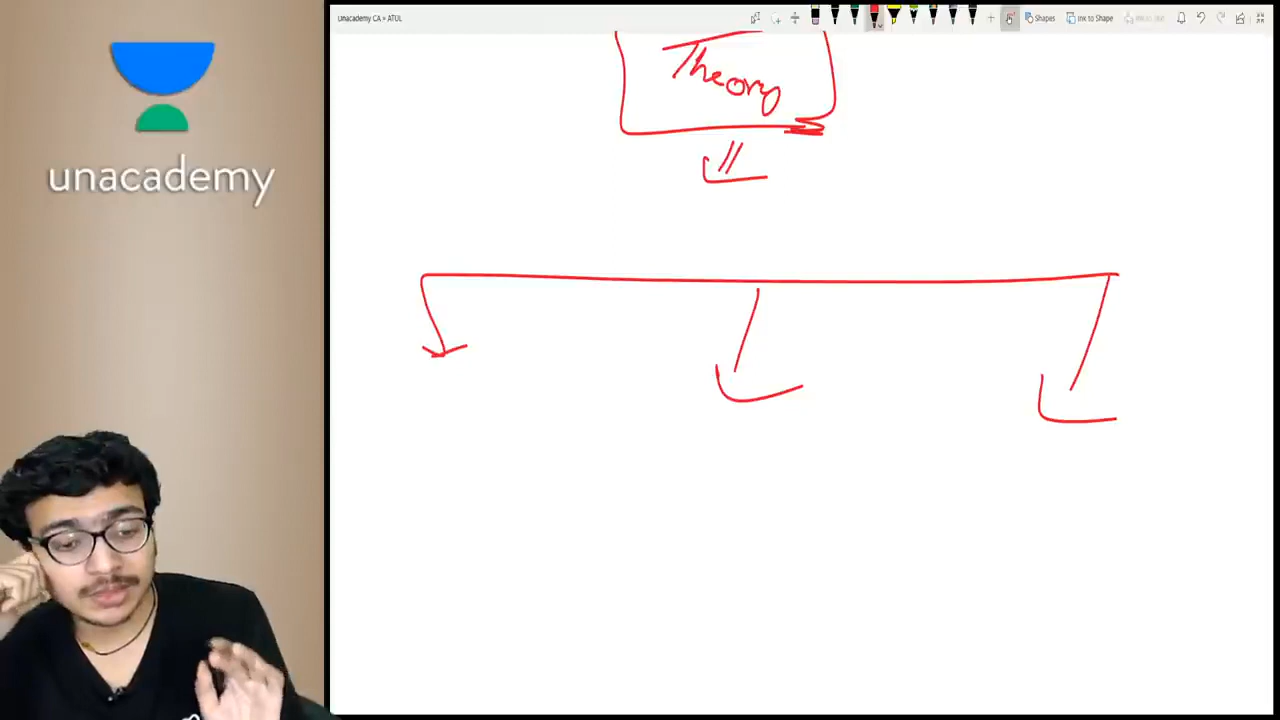 Unacademy CA > ATUL
Shapes
Ink to Shape
Theory
unacademy